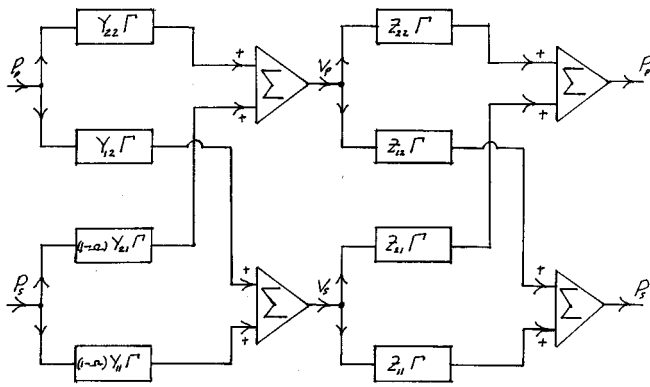 Y22 Γ
Z22 Γ
+
+
Pp
Σ
Vp
Σ
Pp
+
+
Y12 Γ
Z12 Γ
(1-Ω) Y21 Γ
Z21 Γ
+
+
Ps
Σ
Vs
Σ
Ps
+
+
(1-Ω) Y11 Γ
Z11 Γ